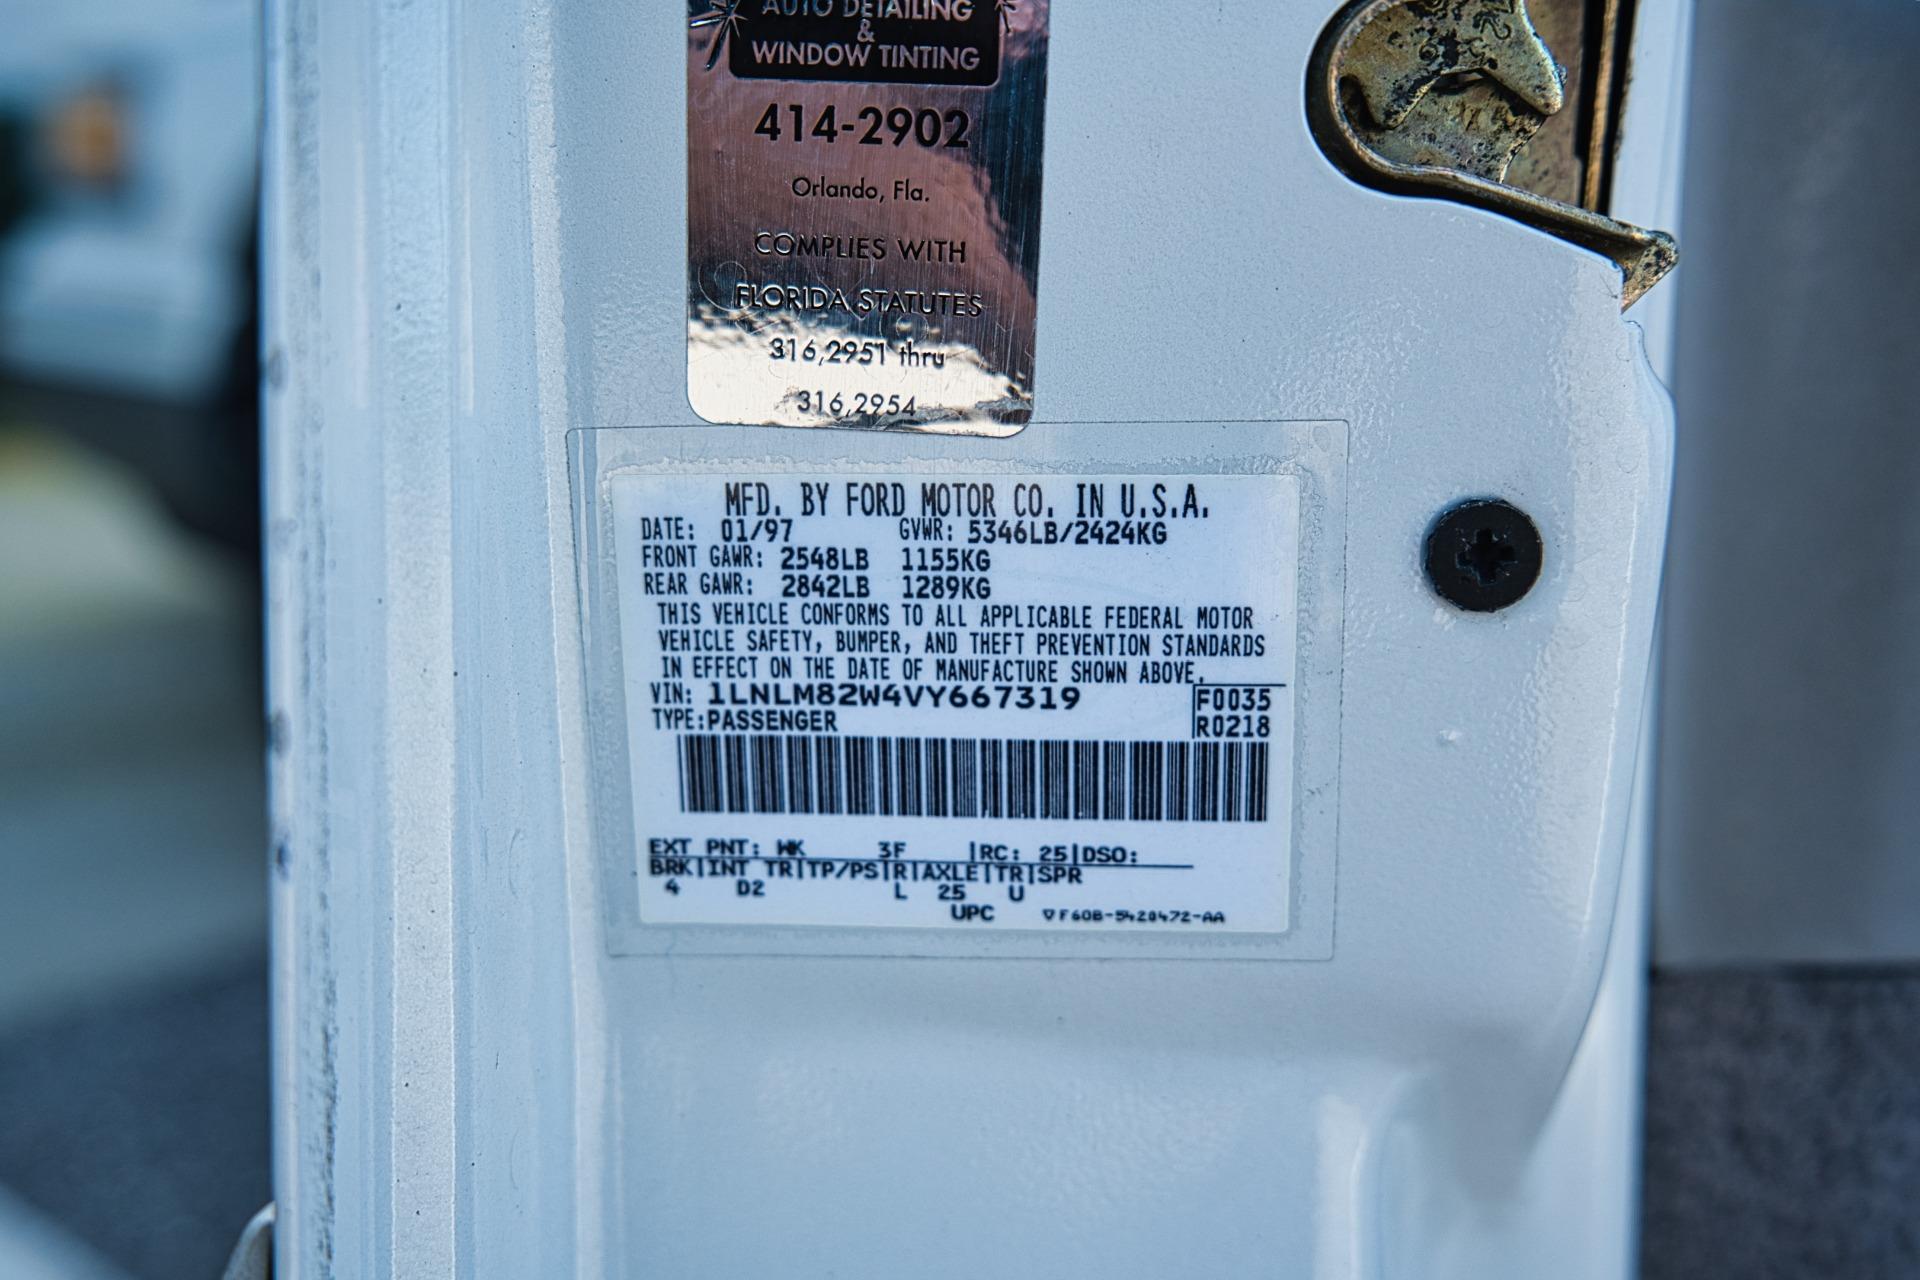 AUTO DETAILING
&
WINDOW TINTING
414-2902
Orlando, Fla.
COMPLIES WITH
FLORIDA STATUTES
316,2951 thru
316,2954
MFD. BY FORD MOTOR CO. IN U.S.A.
DATE: 01/97 GVWR: 5346LB/2424KG
FRONT GAWR: 2548LB 1155KG
REAR GAWR: 2842LB 1289KG
THIS VEHICLE CONFORMS TO ALL APPLICABLE FEDERAL MOTOR
VEHICLE SAFETY, BUMPER, AND THEFT PREVENTION STANDARDS
IN EFFECT ON THE DATE OF MANUFACTURE SHOWN ABOVE.
VIN: 1LNLM82W4VY667319 F0035
TYPE:PASSENGER R0218
EXT PNT: WK 3F |RC: 25|DSO:
BRK|INT TR|TP/PS|R|AXLE|TR|SPR
4 D2 L 25 U
UPC ▽F60B-5420472-AA